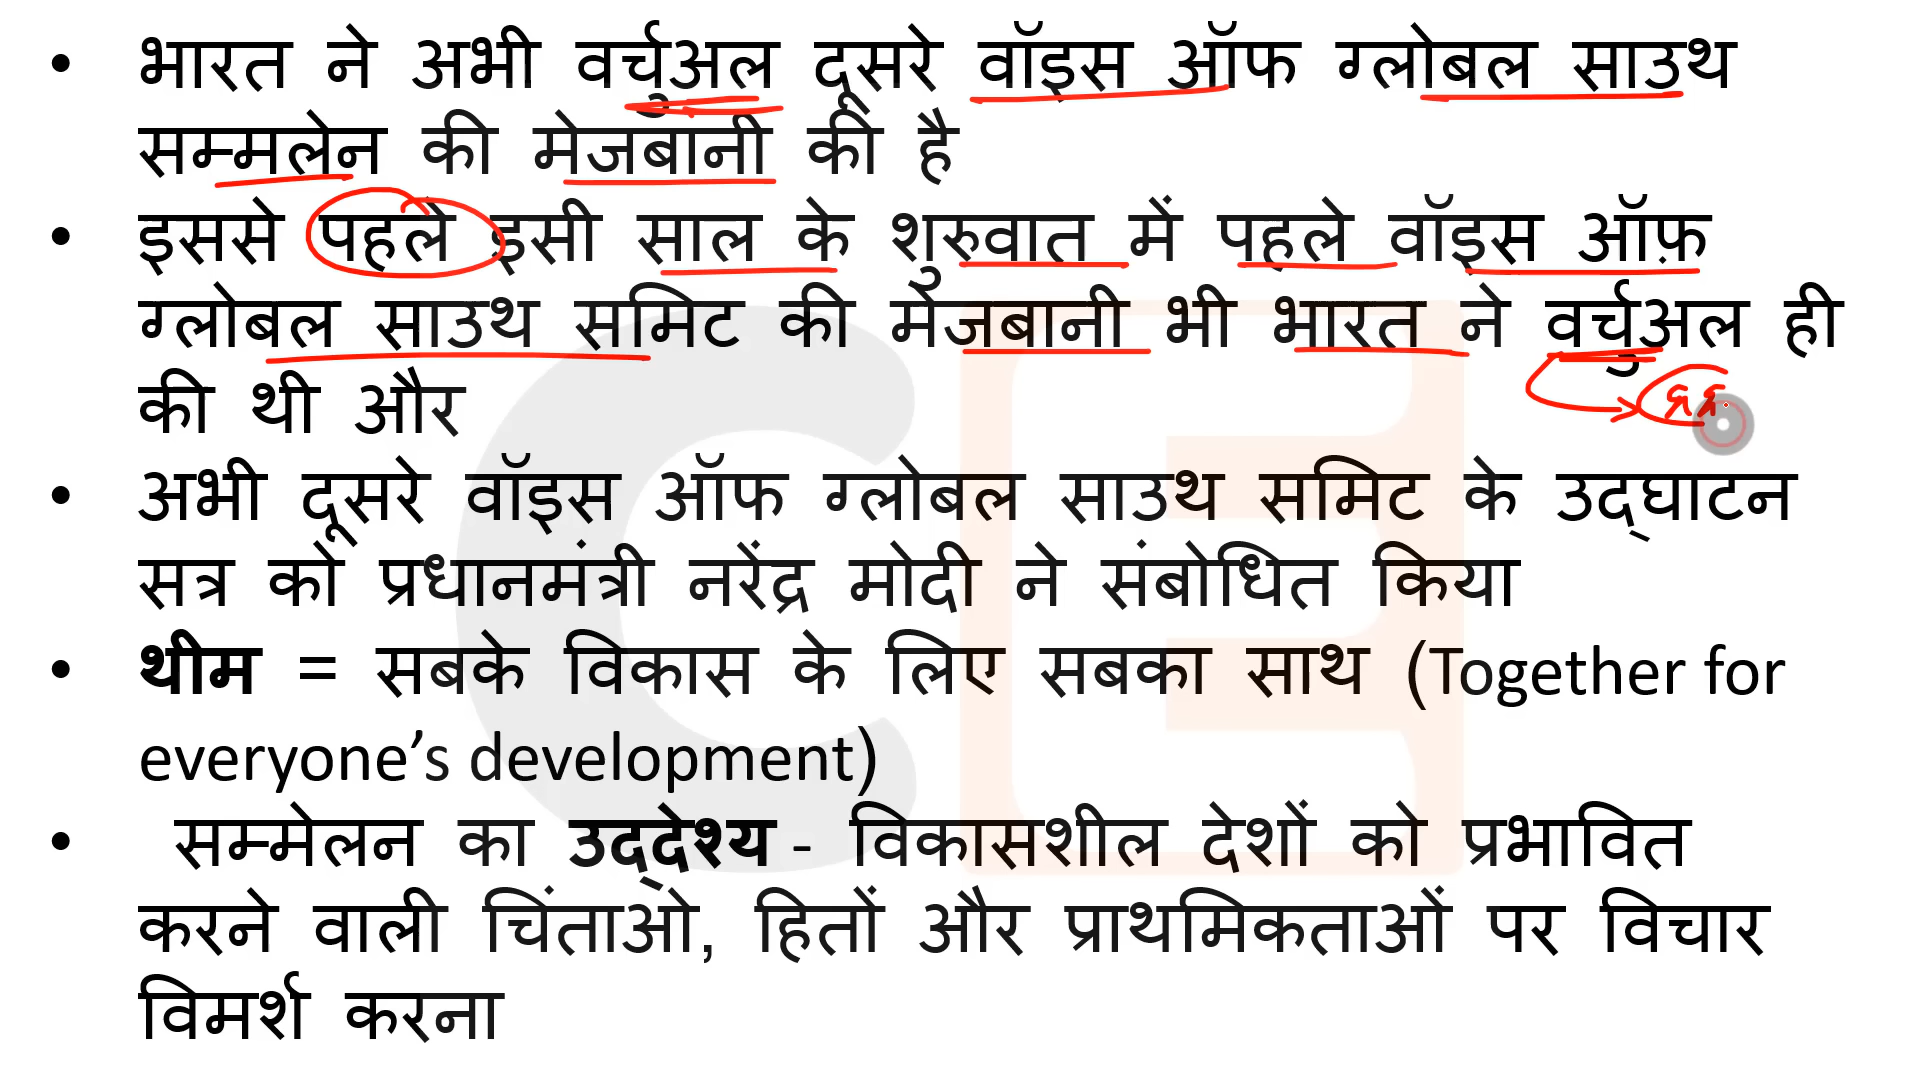 • भारत ने अभी वर्चुअल दूसरे वॉइस ऑफ ग्लोबल साउथ
सम्मलेन की मेजबानी की है
• इससे पहले इसी साल के शुरुवात में पहले वॉइस ऑफ़
ग्लोबल साउथ समिट की मेजबानी भी भारत ने वर्चुअल ही
की थी और
• अभी दूसरे वॉइस ऑफ ग्लोबल साउथ समिट के उद्घाटन
सत्र को प्रधानमंत्री नरेंद्र मोदी ने संबोधित किया
• थीम = सबके विकास के लिए सबका साथ (Together for
everyone’s development)
• सम्मेलन का उद्देश्य - विकासशील देशों को प्रभावित
करने वाली चिंताओ, हितों और प्राथमिकताओं पर विचार
विमर्श करना